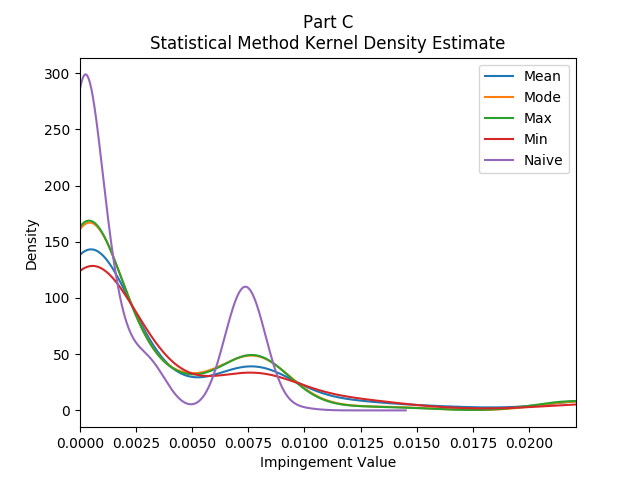 Part C
Statistical Method Kernel Density Estimate
300
250
200
150
100
50
0
Density
0.0000 0.0025 0.0050 0.0075 0.0100 0.0125 0.0150 0.0175 0.0200
Impingement Value
Mean
Mode
Max
Min
Naive